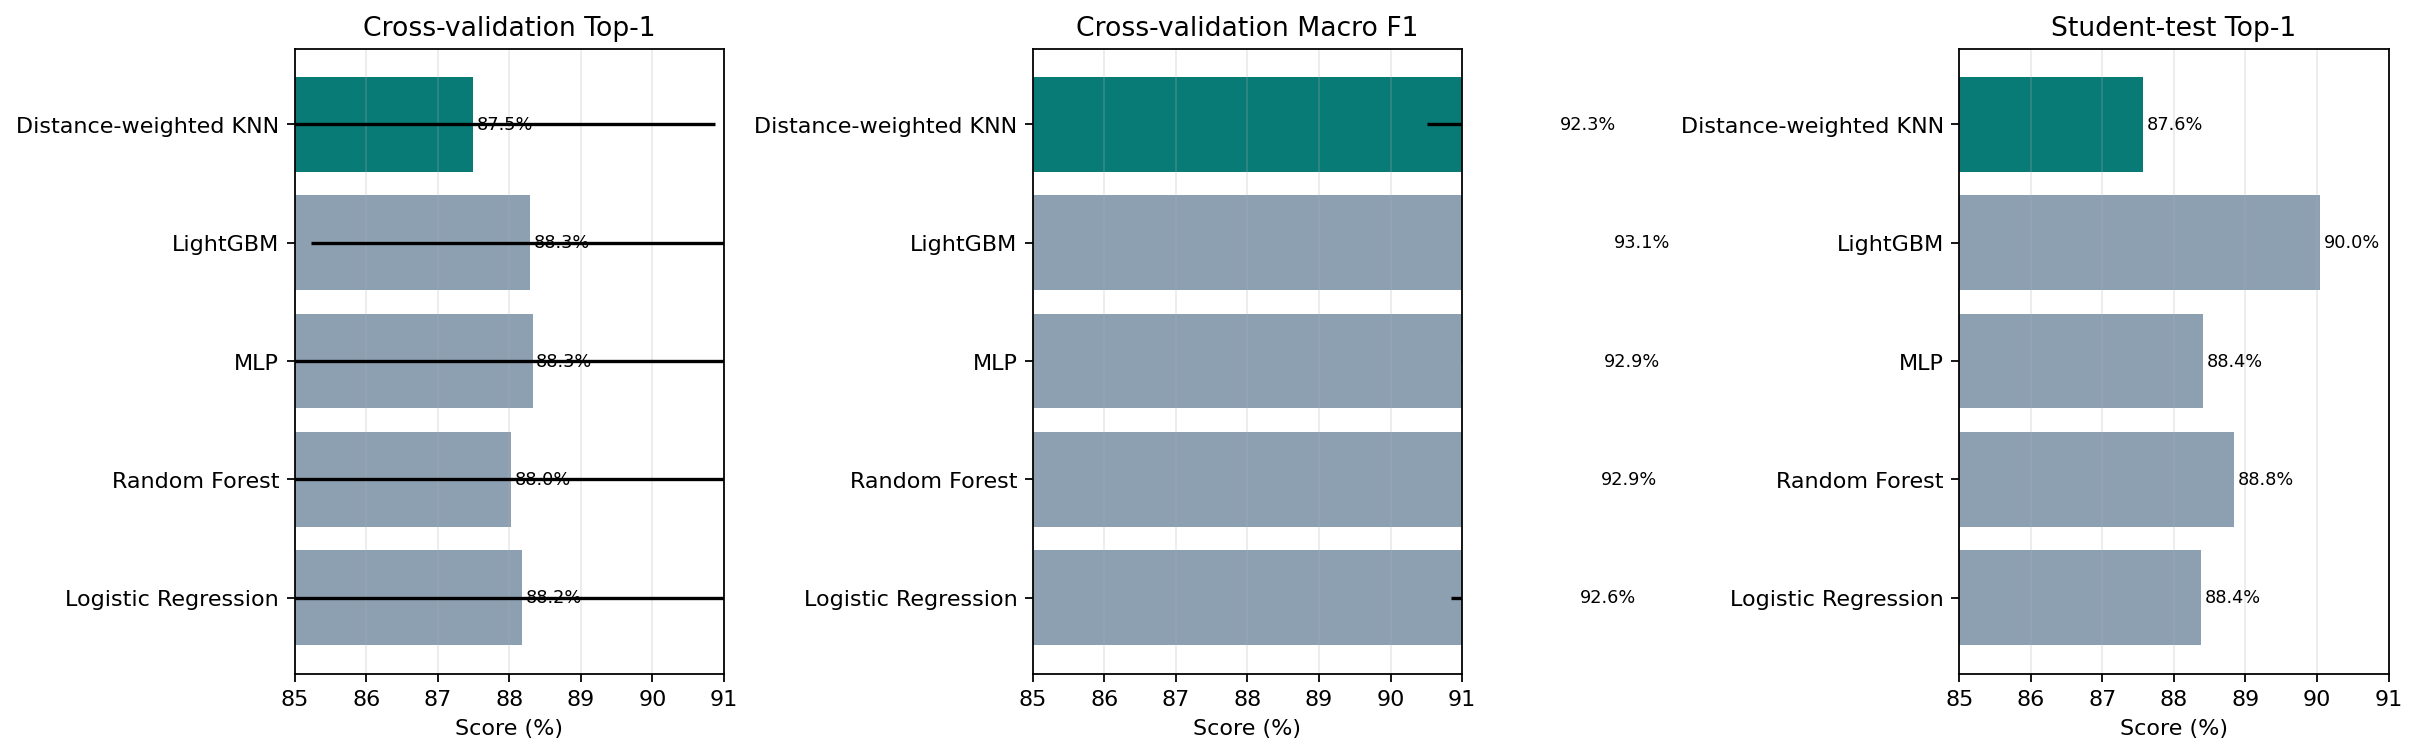 Cross-validation Top-1
Distance-weighted KNN
LightGBM
MLP
Random Forest
Logistic Regression
87.5%
88.3%
88.3%
88.0%
88.2%
85 86 87 88 89 90 91
Score (%)
Cross-validation Macro F1
Distance-weighted KNN
LightGBM
MLP
Random Forest
Logistic Regression
92.3%
93.1%
92.9%
92.9%
92.6%
85 86 87 88 89 90 91
Score (%)
Student-test Top-1
Distance-weighted KNN
LightGBM
MLP
Random Forest
Logistic Regression
87.6%
90.0%
88.4%
88.8%
88.4%
85 86 87 88 89 90 91
Score (%)